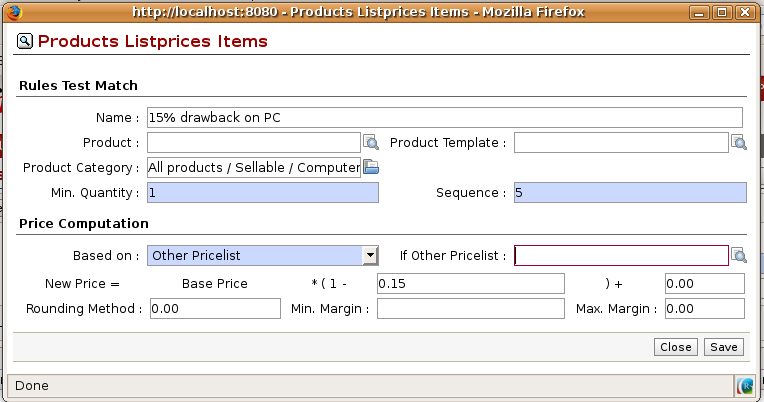 http://localhost:8080 - Products Listprices Items - Mozilla Firefox
Products Listprices Items
Rules Test Match
Name : 15% drawback on PC
Product : Product Template :
Product Category : All products / Sellable / Computer
Min. Quantity : 1 Sequence : 5
Price Computation
Based on : Other Pricelist If Other Pricelist :
New Price = Base Price * ( 1 - 0.15 ) + 0.00
Rounding Method : 0.00 Min. Margin : Max. Margin : 0.00
Close Save
Done